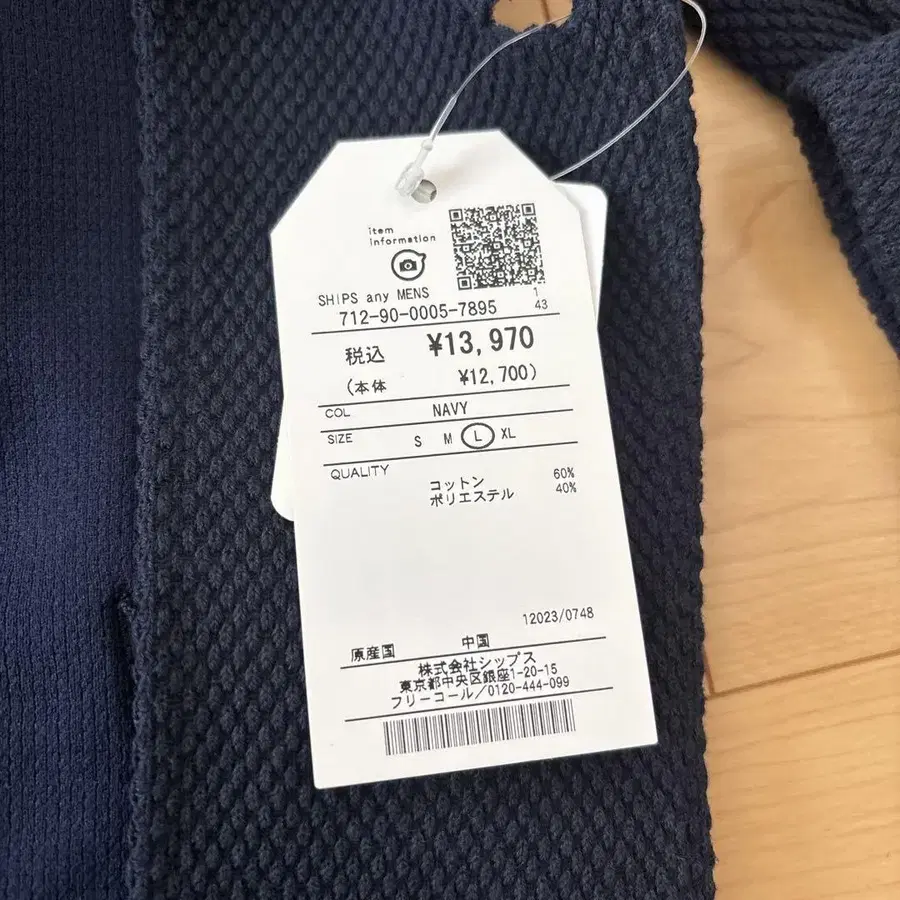 item
information
SHIPS any MENS 1
712-90-0005-7895 43
税込 ¥13,970
(本体 ¥12,700)
COL NAVY
SIZE S M L XL
QUALITY
コットン 60%
ポリエステル 40%
12023/0748
原産国 中国
株式会社シップス
東京都中央区銀座1-20-15
フリーコール/0120-444-099